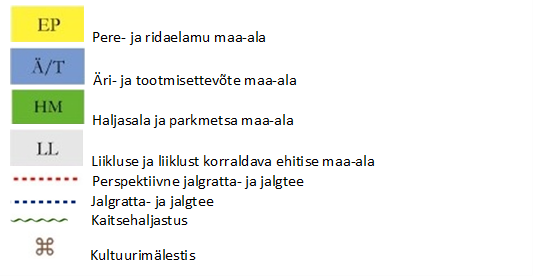 EP Pere- ja ridaelamu maa-ala
Ä/T Äri- ja tootmisettevõte maa-ala
HM Haljasala ja parkmetsa maa-ala
LL Liikluse ja liiklust korraldava ehitise maa-ala
Perspektiivne jalgratta- ja jalgtee
Jalgratta- ja jalgtee
Kaitsehaljastus
Kultuurimälestis